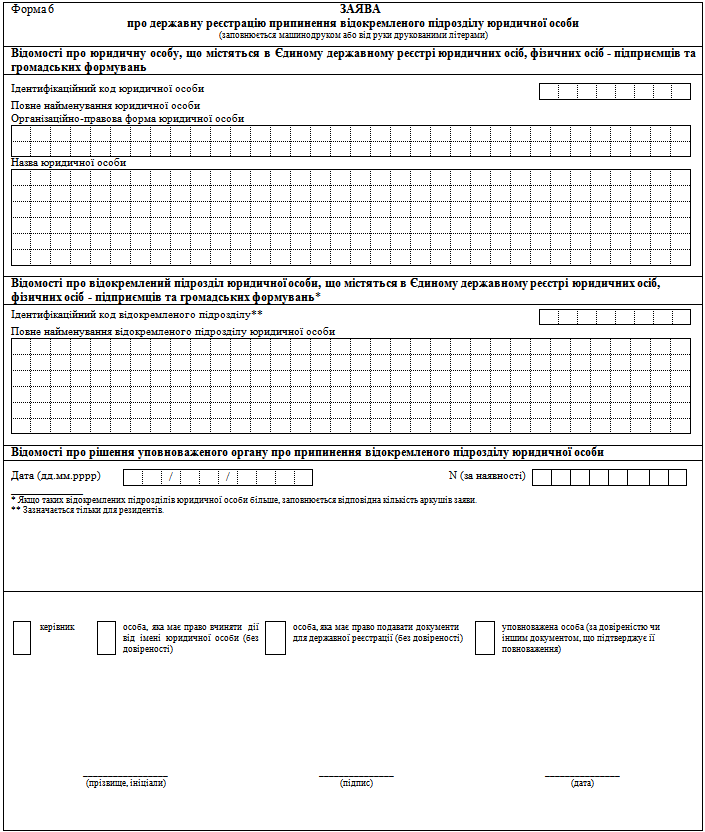 Форма 6
ЗАЯВА
про державну реєстрацію припинення відокремленого підрозділу юридичної особи
(заповнюється машинодруком або від руки друкованими літерами)
Відомості про юридичну особу, що містяться в Єдиному державному реєстрі юридичних осіб, фізичних осіб - підприємців та
громадських формувань
Ідентифікаційний код юридичної особи
Повне найменування юридичної особи
Організаційно-правова форма юридичної особи
Назва юридичної особи
Відомості про відокремлений підрозділ юридичної особи, що містяться в Єдиному державному реєстрі юридичних осіб,
фізичних осіб - підприємців та громадських формувань*
Ідентифікаційний код відокремленого підрозділу**
Повне найменування відокремленого підрозділу юридичної особи
Відомості про рішення уповноваженого органу про припинення відокремленого підрозділу юридичної особи
Дата (дд.мм.рррр) / / N (за наявності)
* Якщо таких відокремлених підрозділів юридичної особи більше, заповнюється відповідна кількість аркушів заяви.
** Зазначається тільки для резидентів.
керівник
особа, яка має право вчиняти дії
від імені юридичної особи (без
довіреності)
особа, яка має право подавати документи
для державної реєстрації (без довіреності)
уповноважена особа (за довіреністю чи
іншим документом, що підтверджує її
повноваження)
(прізвище, ініціали) (підпис) (дата)